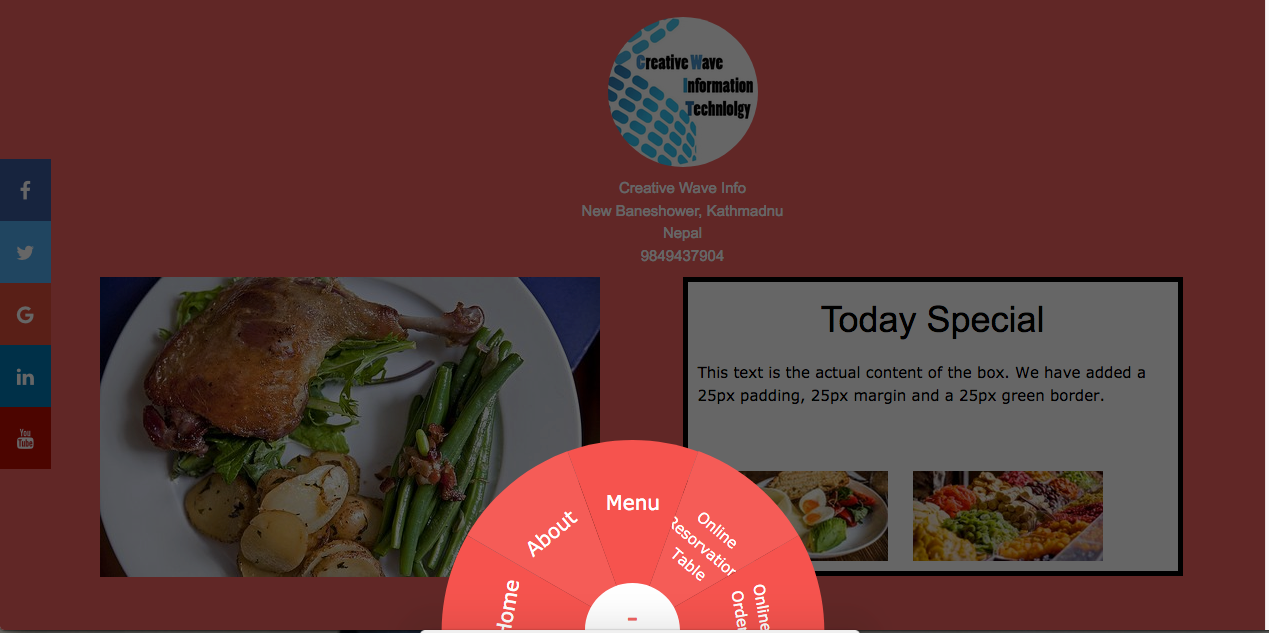 Creative Wave
Information
Technlolgy
Creative Wave Info
New Baneshower, Kathmadnu
Nepal
9849437904
f
G
in
You
Tube
Today Special
This text is the actual content of the box. We have added a
25px padding, 25px margin and a 25px green border.
Home
About
Menu
Online
Reservation
Table
Online
Order
-